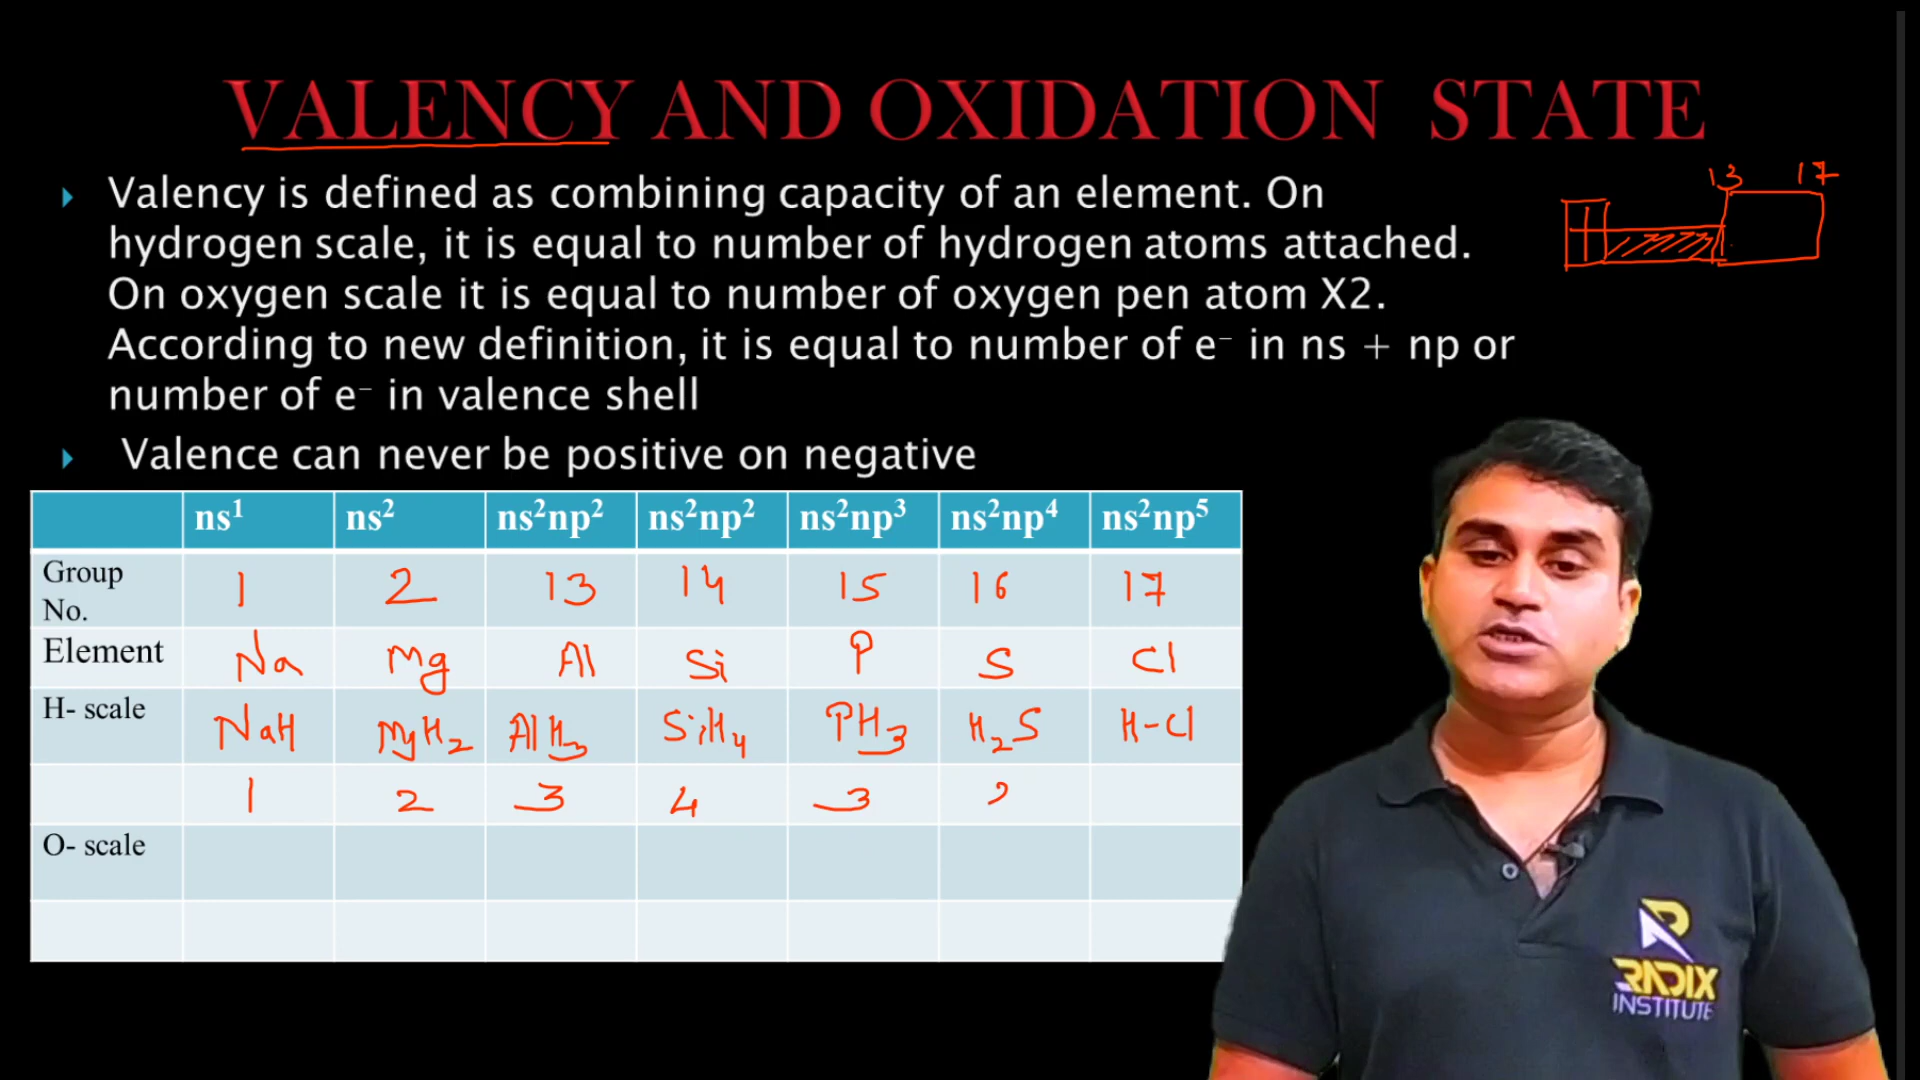 VALENCY AND OXIDATION STATE
13 17
Valency is defined as combining capacity of an element. On
hydrogen scale, it is equal to number of hydrogen atoms attached.
On oxygen scale it is equal to number of oxygen pen atom X2.
According to new definition, it is equal to number of e⁻ in ns + np or
number of e⁻ in valence shell
Valence can never be positive on negative
ns¹ ns² ns²np² ns²np² ns²np³ ns²np⁴ ns²np⁵
Group No. 1 2 13 14 15 16 17
Element Na Mg Al Si P S Cl
H- scale NaH MgH₂ AlH₃ SiH₄ PH₃ H₂S H-Cl
1 2 3 4 3 2
O- scale
RADIX
INSTITUTE